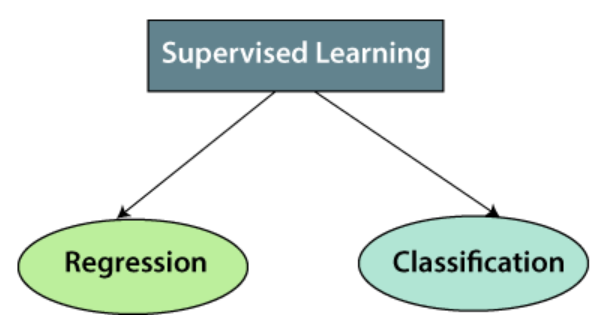 Supervised Learning
Regression
Classification